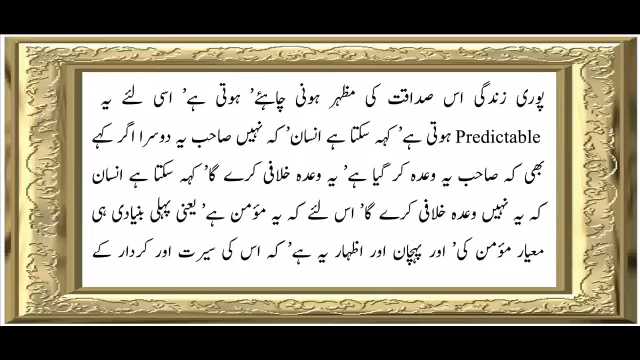 پوری زندگی اس صداقت کی مظہر ہونی چاہئے’ ہوتی ہے’ اسی لئے یہ
Predictable ہوتی ہے’ کہہ سکتا ہے انسان’ کہ نہیں صاحب یہ دوسرا اگر کہے
بھی کہ صاحب یہ وعدہ کر گیا ہے’ یہ وعدہ خلافی کرے گا’ کہہ سکتا ہے انسان
کہ یہ نہیں وعدہ خلافی کرے گا’ اس لئے کہ یہ مؤمن ہے’ یعنی پہلی بنیادی ہی
معیار مؤمن کی’ اور پہچان اور اظہار یہ ہے’ کہ اس کی سیرت اور کردار کے